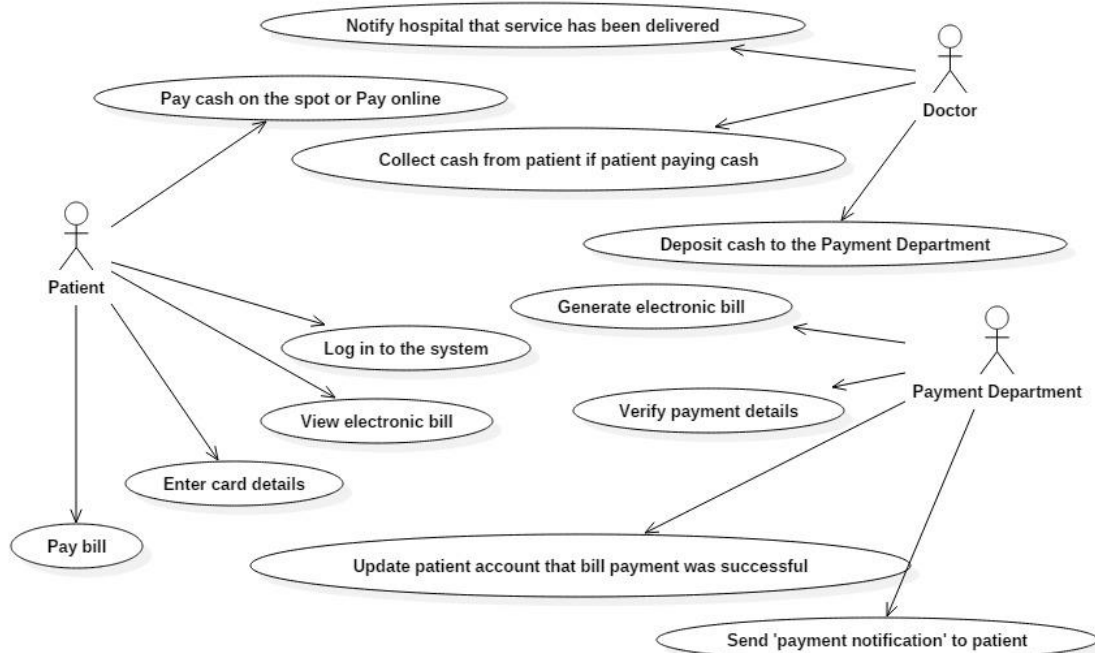 Notify hospital that service has been delivered
Pay cash on the spot or Pay online
Doctor
Collect cash from patient if patient paying cash
Deposit cash to the Payment Department
Patient
Generate electronic bill
Log in to the system
Payment Department
Verify payment details
View electronic bill
Enter card details
Pay bill
Update patient account that bill payment was successful
Send 'payment notification' to patient